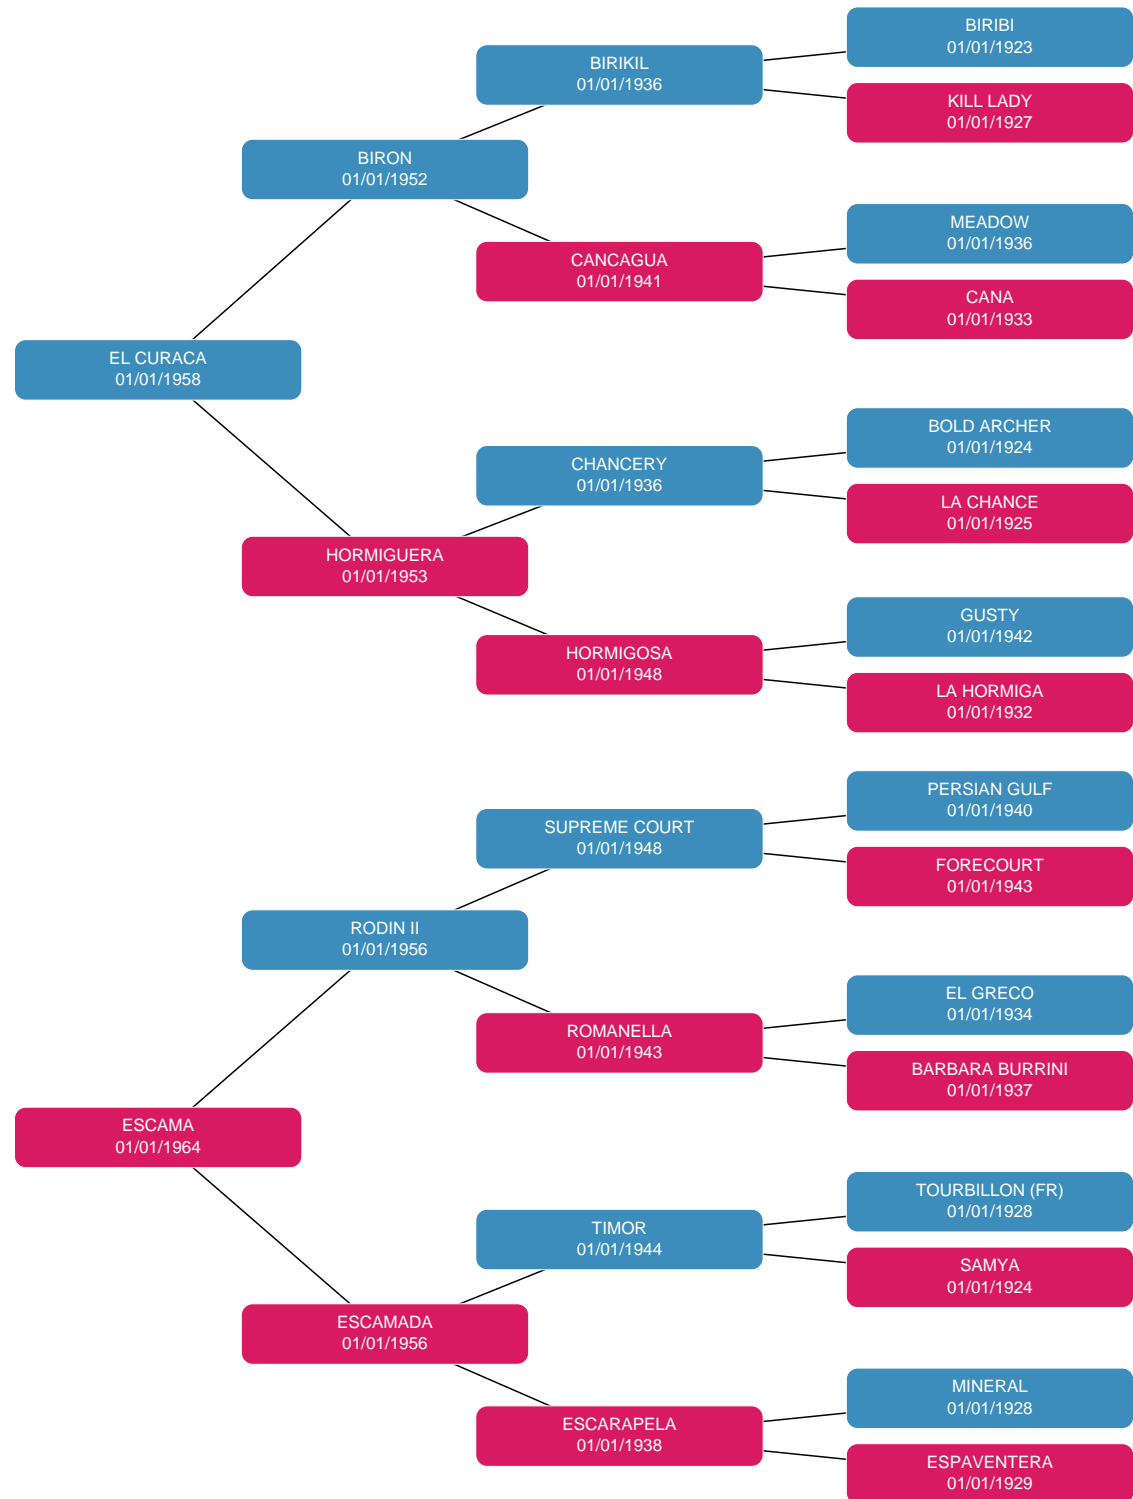 BIRIBI
01/01/1923
BIRIKIL
01/01/1936
KILL LADY
01/01/1927
BIRON
01/01/1952
MEADOW
01/01/1936
CANCAGUA
01/01/1941
CANA
01/01/1933
EL CURACA
01/01/1958
BOLD ARCHER
01/01/1924
CHANCERY
01/01/1936
LA CHANCE
01/01/1925
HORMIGUERA
01/01/1953
GUSTY
01/01/1942
HORMIGOSA
01/01/1948
LA HORMIGA
01/01/1932
PERSIAN GULF
01/01/1940
SUPREME COURT
01/01/1948
FORECOURT
01/01/1943
RODIN II
01/01/1956
EL GRECO
01/01/1934
ROMANELLA
01/01/1943
BARBARA BURRINI
01/01/1937
ESCAMA
01/01/1964
TOURBILLON (FR)
01/01/1928
TIMOR
01/01/1944
SAMYA
01/01/1924
ESCAMADA
01/01/1956
MINERAL
01/01/1928
ESCARAPELA
01/01/1938
ESPAVENTERA
01/01/1929